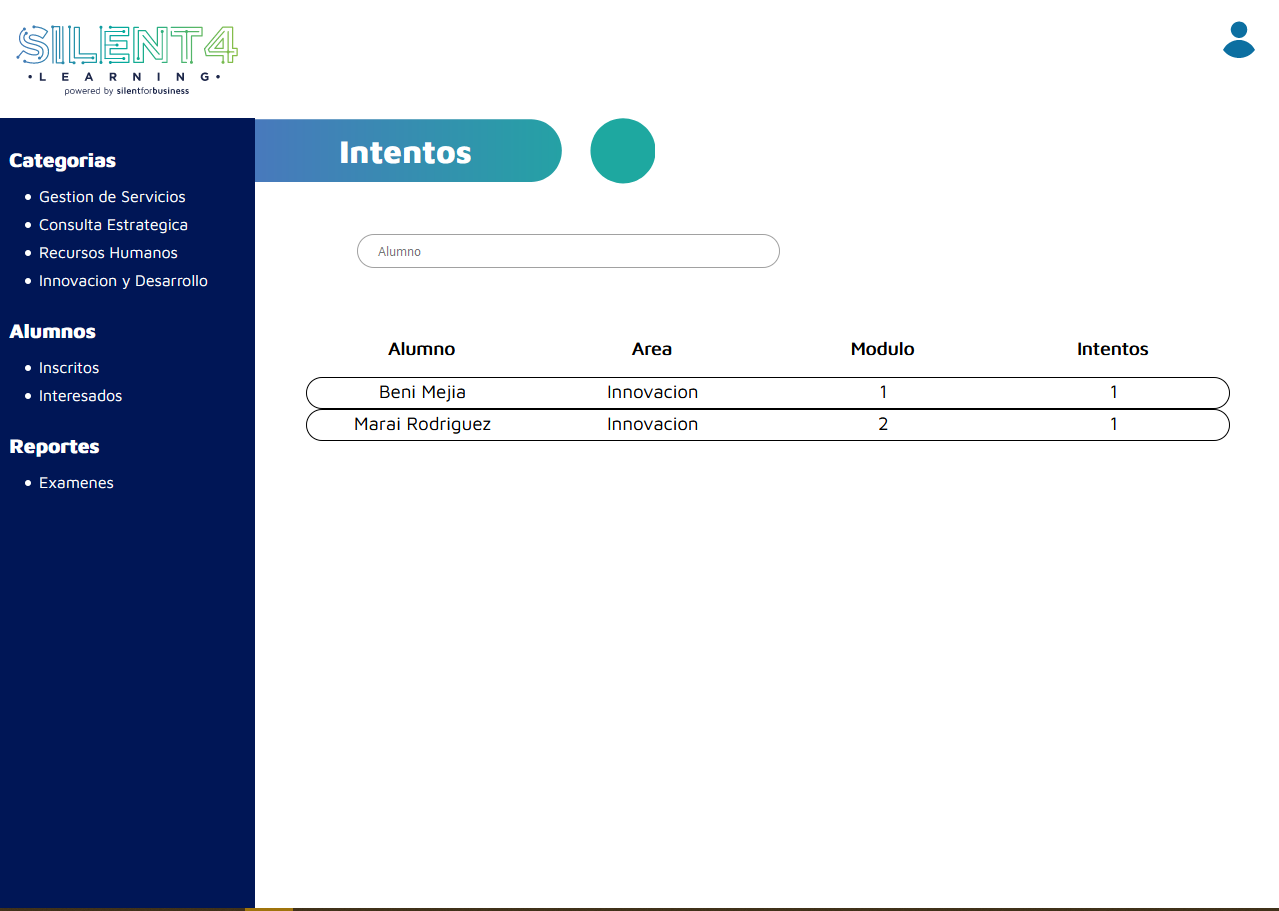 SILENT4
• L E A R N I N G •
powered by silentforbusiness
Categorias
• Gestion de Servicios
• Consulta Estrategica
• Recursos Humanos
• Innovacion y Desarrollo
Alumnos
• Inscritos
• Interesados
Reportes
• Examenes
Intentos
Alumno
Alumno Area Modulo Intentos
Beni Mejia Innovacion 1 1
Marai Rodriguez Innovacion 2 1